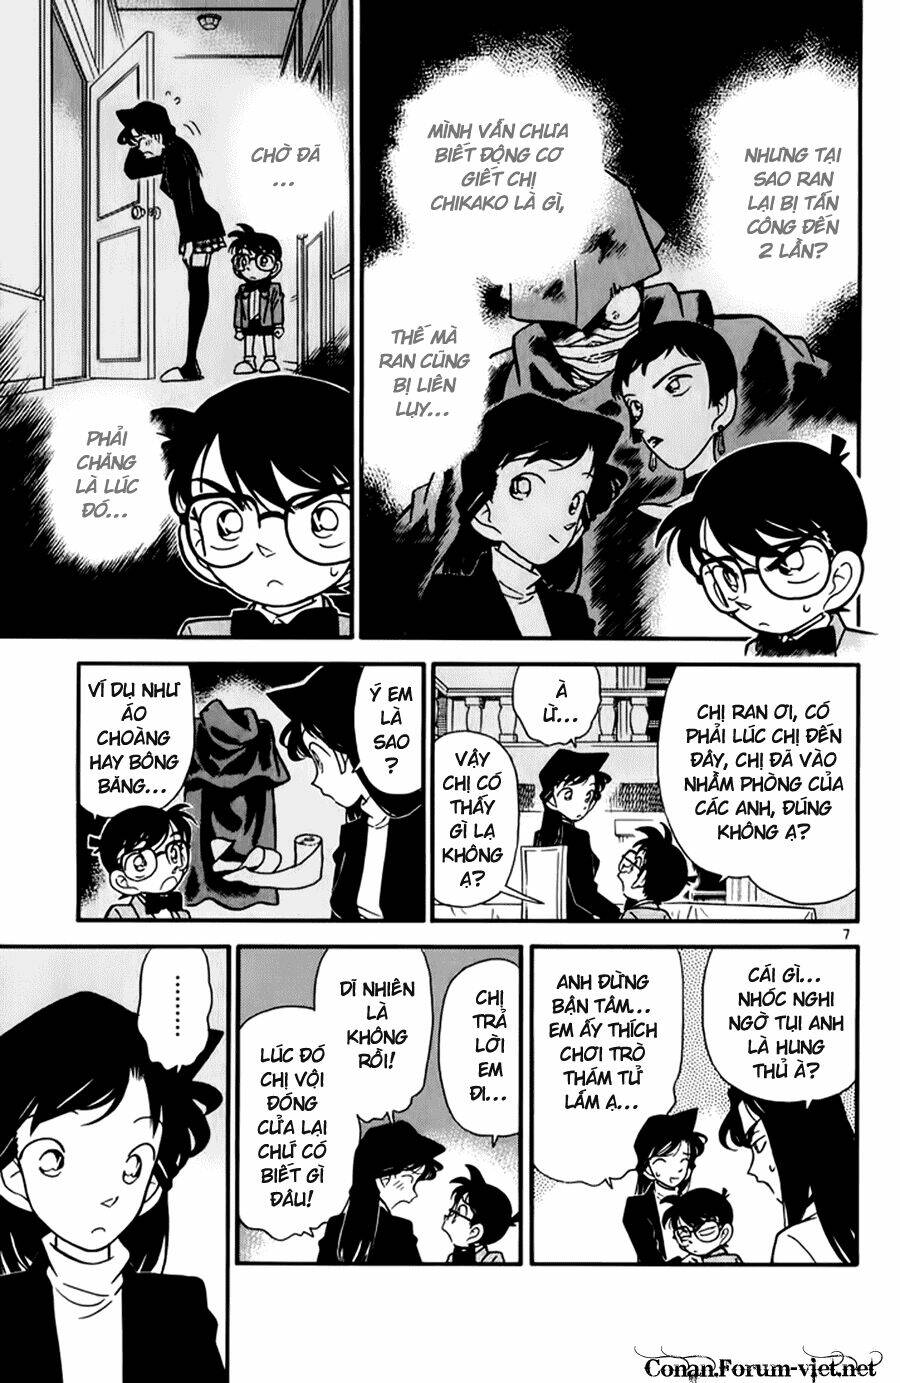 NHƯNG TẠI
SAO RAN
LẠI BỊ TẤN
CÔNG ĐẾN
2 LẦN?
MÌNH VẪN CHƯA
BIẾT ĐỘNG CƠ
GIẾT CHỊ
CHIKAKO LÀ GÌ,
THẾ MÀ
RAN CŨNG
BỊ LIÊN
LỤY...
CHỜ ĐÃ
...
PHẢI
CHĂNG
LÀ LÚC
ĐÓ...
CHỊ RAN ƠI, CÓ
PHẢI LÚC CHỊ ĐẾN
ĐÂY, CHỊ ĐÃ VÀO
NHẦM PHÒNG CỦA
CÁC ANH, ĐÚNG
KHÔNG Ạ?
À
Ừ...
VẬY
CHỊ CÓ
THẤY
GÌ LẠ
KHÔNG
Ạ?
Ý EM
LÀ
SAO
?
VÍ DỤ NHƯ
ÁO
CHOÀNG
HAY BÔNG
BĂNG...
7
CÁI GÌ...
NHÓC NGHI
NGỜ TỤI ANH
LÀ HUNG
THỦ À?
ANH ĐỪNG
BẬN TÂM...
EM ẤY THÍCH
CHƠI TRÒ
THÁM TỬ
LẮM Ạ...
CHỊ
TRẢ
LỜI
EM
ĐI...
DĨ NHIÊN
LÀ
KHÔNG
RỒI!
LÚC ĐÓ
CHỊ VỘI
ĐÓNG
CỬA LẠI
CHỨ CÓ
BIẾT GÌ
ĐÂU!
......
Conan.Forum-viet.net